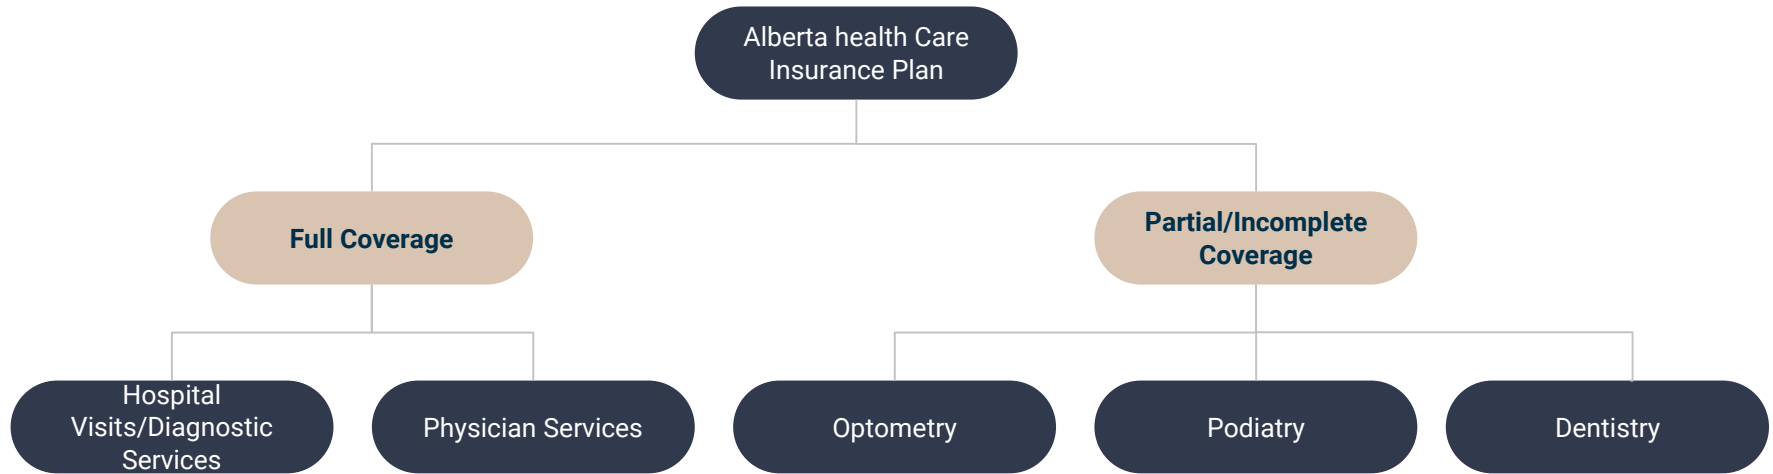 Alberta health Care
Insurance Plan
Full Coverage
Partial/Incomplete
Coverage
Hospital
Visits/Diagnostic
Services
Physician Services
Optometry
Podiatry
Dentistry